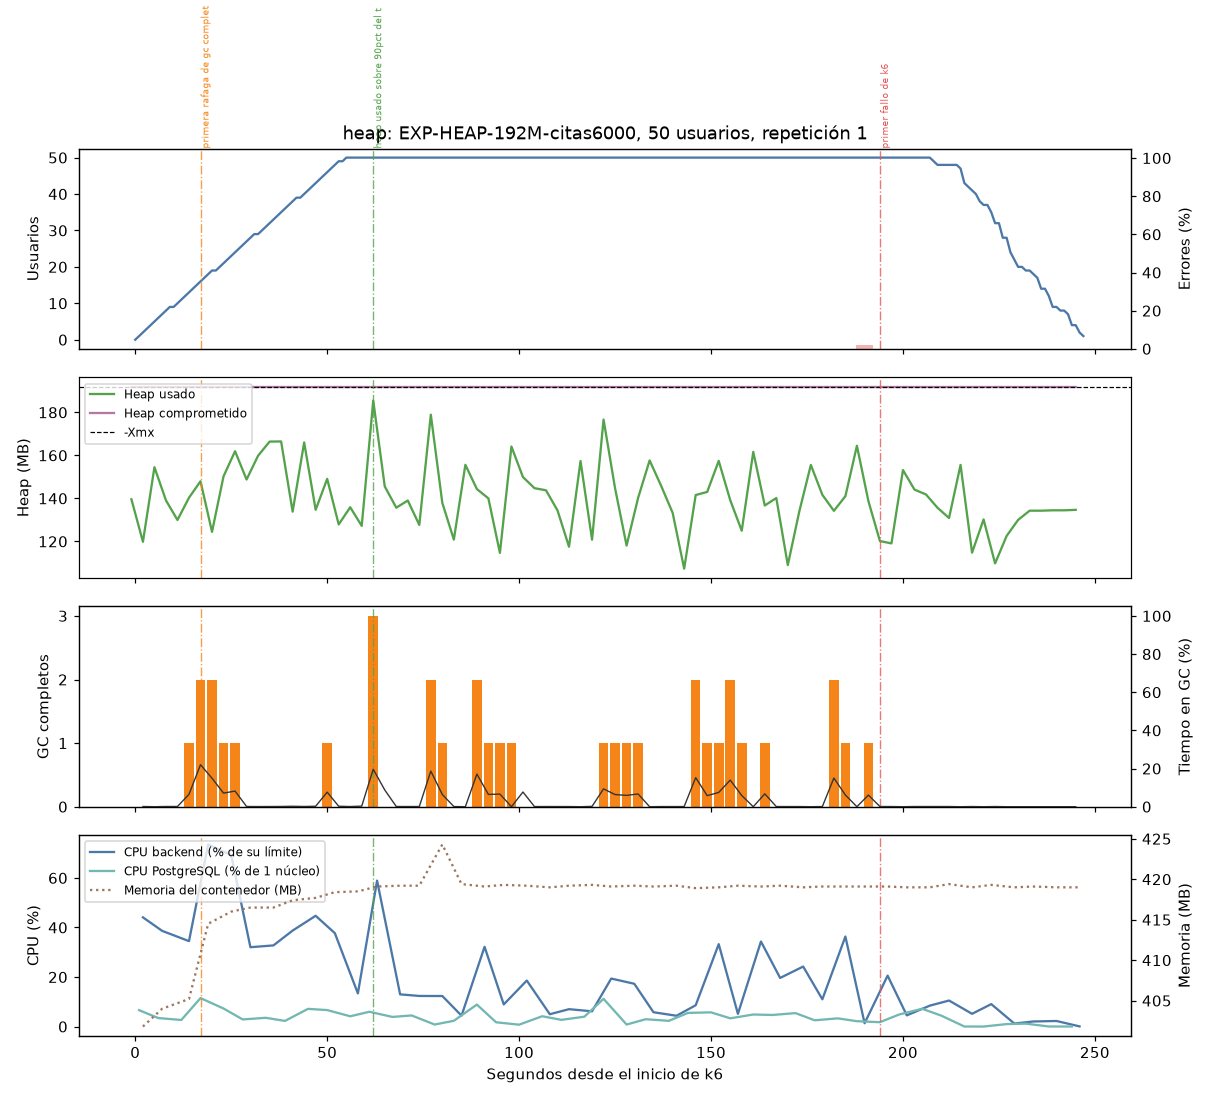 primera rafaga de gc complet
heap usado sobre 90pct del t
primer fallo de k6
heap: EXP-HEAP-192M-citas6000, 50 usuarios, repetición 1
Usuarios
50
40
30
20
10
0
100
80
60
40
20
0
Errores (%)
Heap (MB)
180
160
140
120
Heap usado
Heap comprometido
-Xmx
GC completos
3
2
1
0
100
80
60
40
20
0
Tiempo en GC (%)
CPU (%)
60
40
20
0
CPU backend (% de su límite)
CPU PostgreSQL (% de 1 núcleo)
Memoria del contenedor (MB)
425
420
415
410
405
Memoria (MB)
0
50
100
150
200
250
Segundos desde el inicio de k6